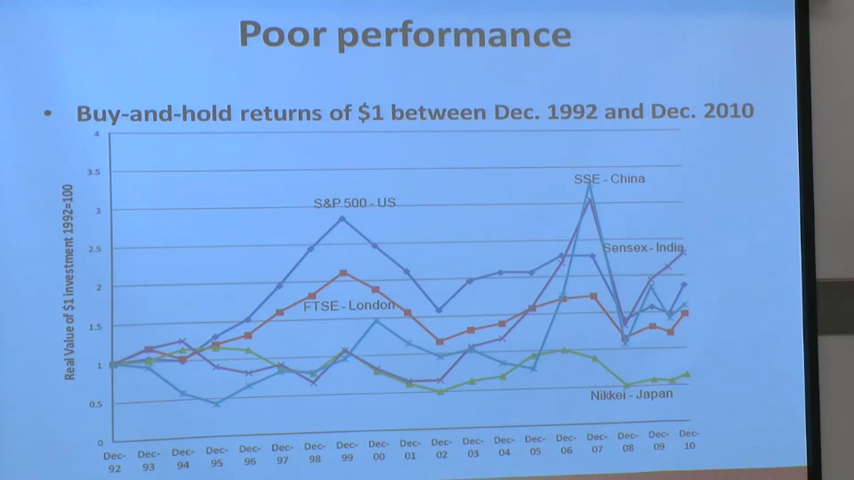 Poor performance
• Buy-and-hold returns of $1 between Dec. 1992 and Dec. 2010
Real Value of $1 investment 1992=100
4
3.5
3
2.5
2
1.5
1
0.5
0
S&P 500 - US
SSE - China
Sensex - India
FTSE - London
Nikkei - Japan
Dec-92 Dec-93 Dec-94 Dec-95 Dec-96 Dec-97 Dec-98 Dec-99 Dec-00 Dec-01 Dec-02 Dec-03 Dec-04 Dec-05 Dec-06 Dec-07 Dec-08 Dec-09 Dec-10